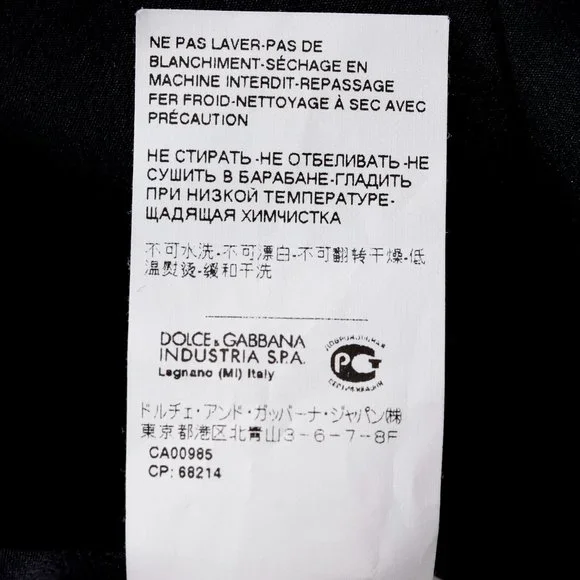 NE PAS LAVER-PAS DE
BLANCHIMENT-SÉCHAGE EN
MACHINE INTERDIT-REPASSAGE
FER FROID-NETTOYAGE À SEC AVEC
PRÉCAUTION
НЕ СТИРАТЬ-НЕ ОТБЕЛИВАТЬ-НЕ
СУШИТЬ В БАРАБАНЕ-ГЛАДИТЬ
ПРИ НИЗКОЙ ТЕМПЕРАТУРЕ-
ЩАДЯЩАЯ ХИМЧИСТКА
不可水洗-不可漂白-不可翻转干燥-低
温熨烫-缓和干洗
DOLCE & GABBANA
INDUSTRIA S.P.A.
Legnano (MI) Italy
ДОБРОВОЛЬНАЯ
РСТ
СЕРТИФИКАЦИЯ
ドルチェ・アンド・ガッバーナ・ジャパン(株)
東京都港区北青山3-6-7-8F
CA00985
CP: 68214